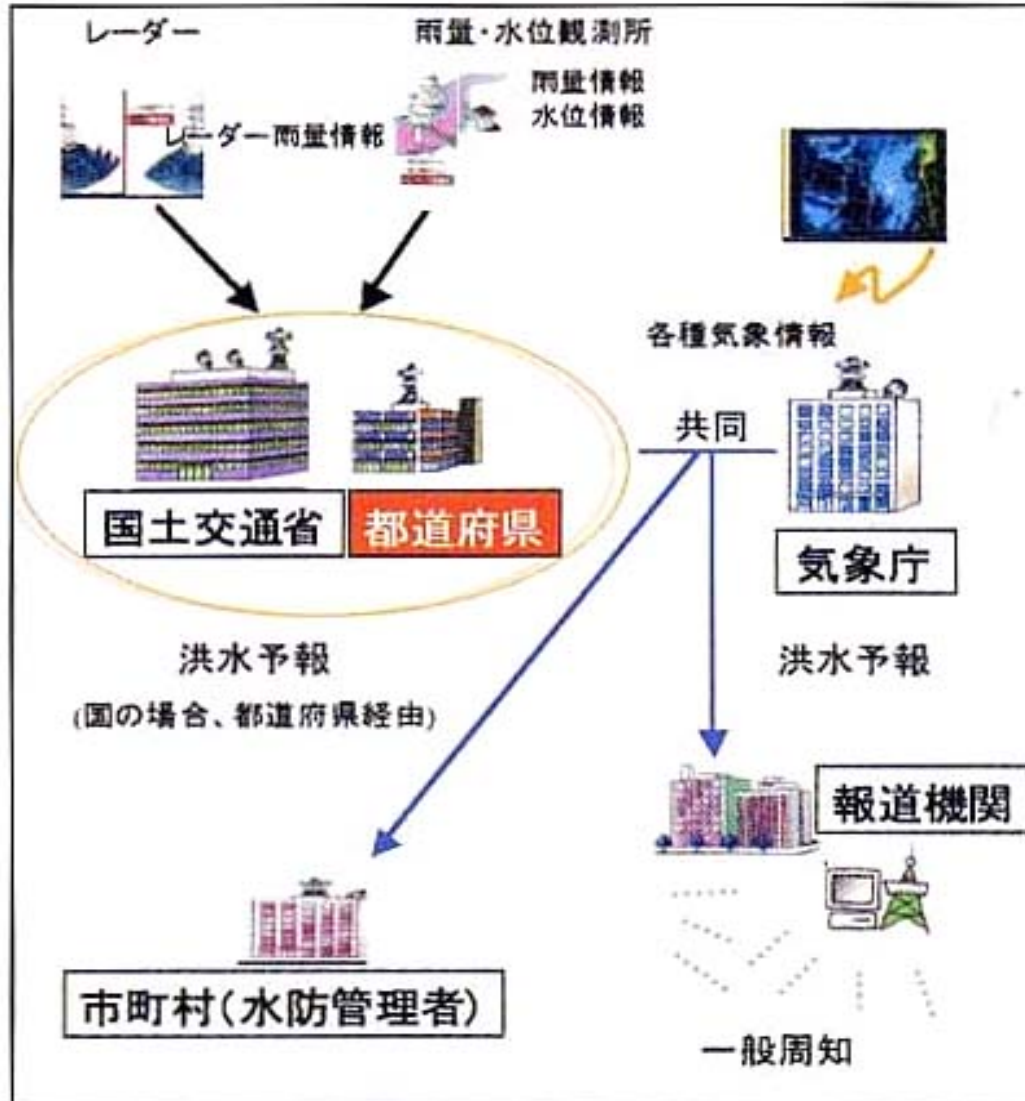 レーダー
雨量・水位観測所
雨量情報
水位情報
レーダー雨量情報
各種気象情報
共同
国土交通省
都道府県
気象庁
洪水予報
(国の場合、都道府県経由)
洪水予報
報道機関
市町村(水防管理者)
一般周知